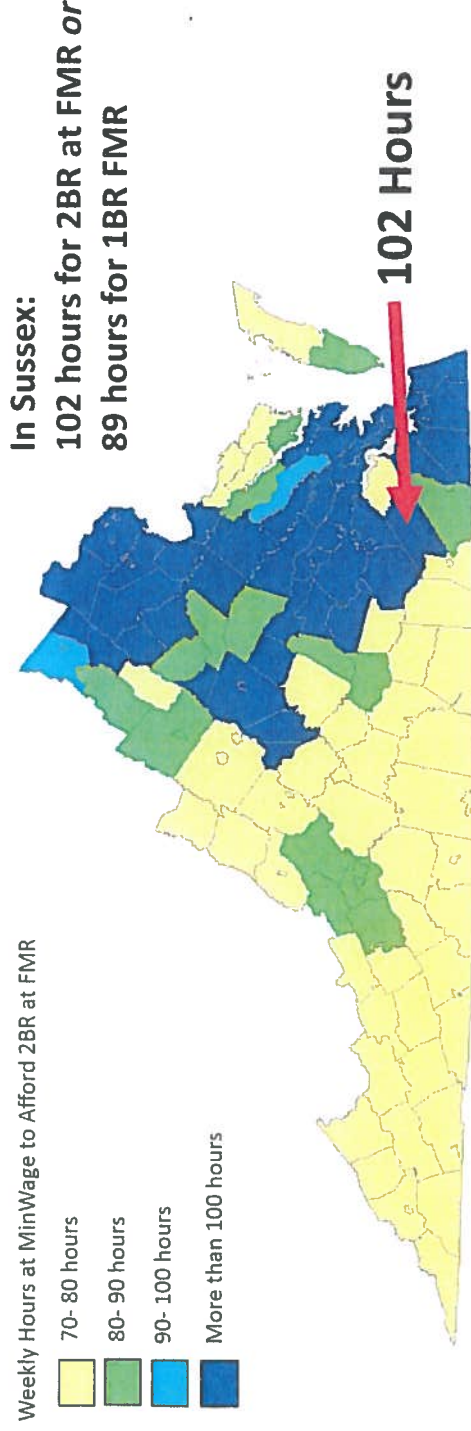 Weekly Hours at MinWage to Afford 2BR at FMR
70- 80 hours
80- 90 hours
90- 100 hours
More than 100 hours
In Sussex:
102 hours for 2BR at FMR or
89 hours for 1BR FMR
102 Hours